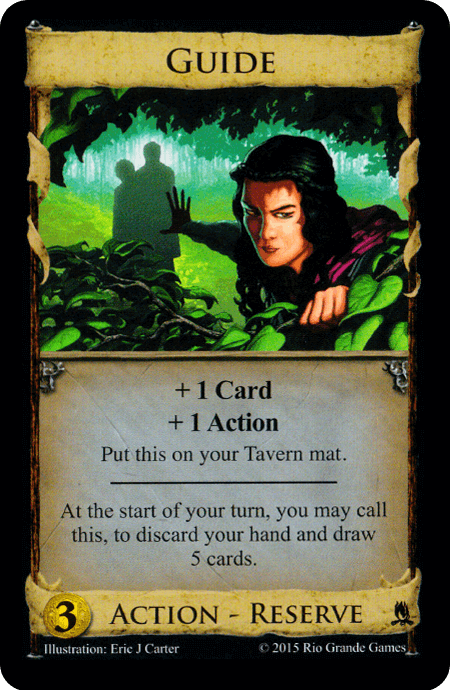 GUIDE
+1 Card
+1 Action
Put this on your Tavern mat.
At the start of your turn, you may call
this, to discard your hand and draw
5 cards.
3 ACTION - RESERVE
Illustration: Eric J Carter © 2015 Rio Grande Games